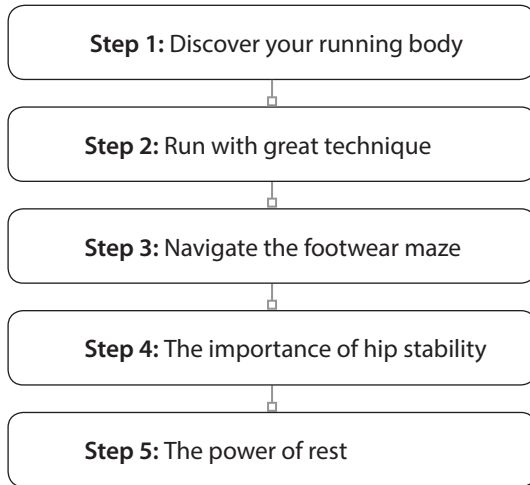 Step 1: Discover your running body
Step 2: Run with great technique
Step 3: Navigate the footwear maze
Step 4: The importance of hip stability
Step 5: The power of rest